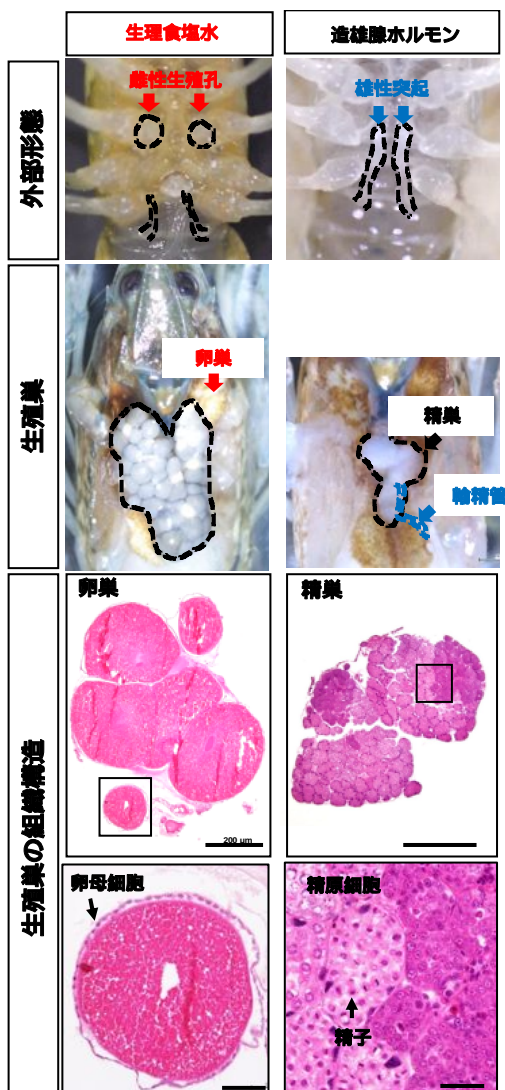 生理食塩水
造雄腺ホルモン
外部形態
雌性生殖孔
雄性突起
生殖巣
卵巣
精巣
輸精管
生殖巣の組織構造
卵巣
精巣
200 um
卵母細胞
精原細胞
精子